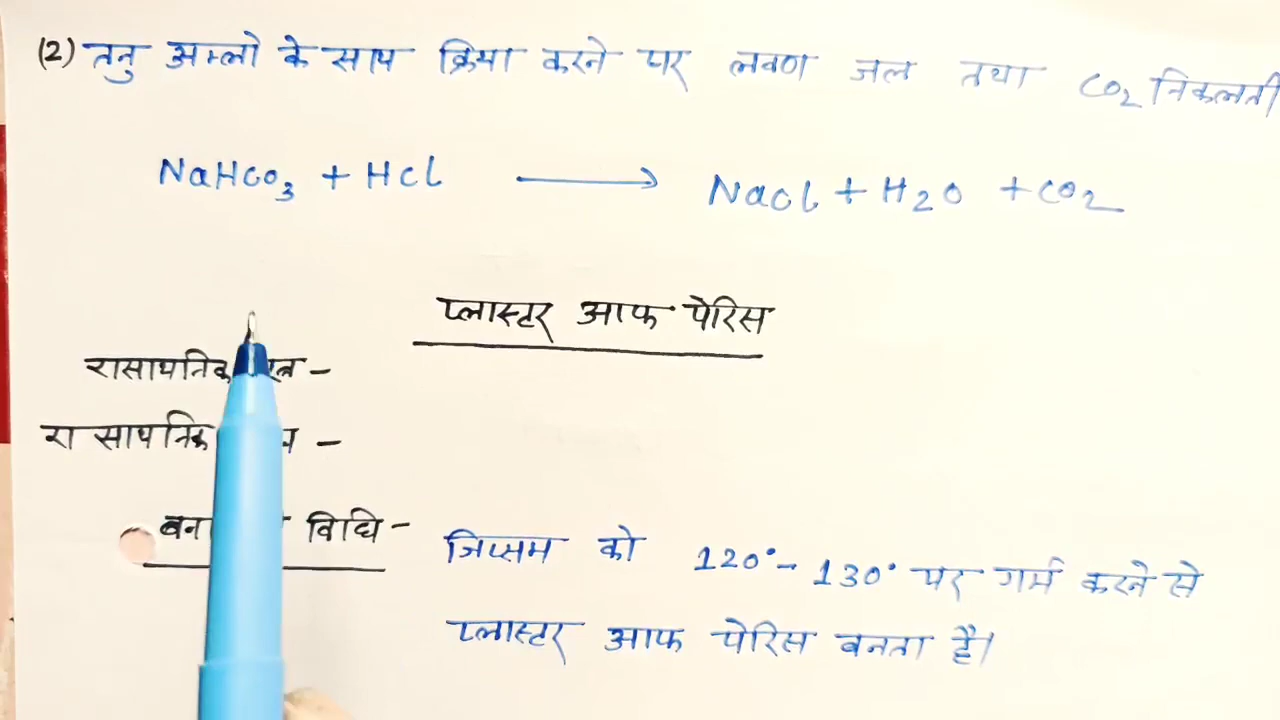 (2) तनु अम्लो के साथ क्रिया करने पर लवण जल तथा CO2 निकलती
NaHCO3 + HCl ⟶ NaCl + H2O + CO2
प्लास्टर आफ पेरिस
रासायनिक -
रासायनिक -
विधि - जिप्सम को 120° - 130° पर गर्म करने से
प्लास्टर आफ पेरिस बनता है।